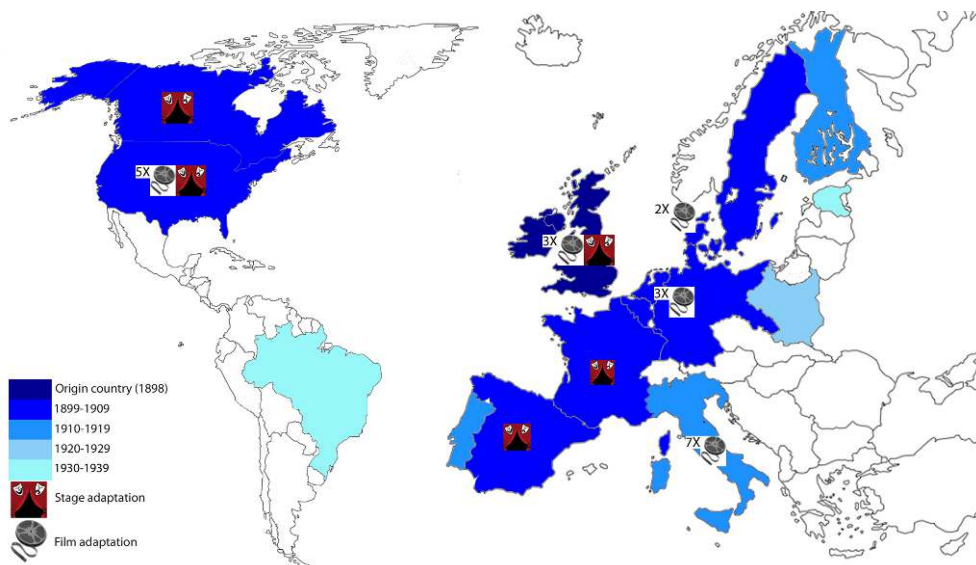 5X
2X
3X
3X
7X
Origin country (1898)
1899-1909
1910-1919
1920-1929
1930-1939
Stage adaptation
Film adaptation